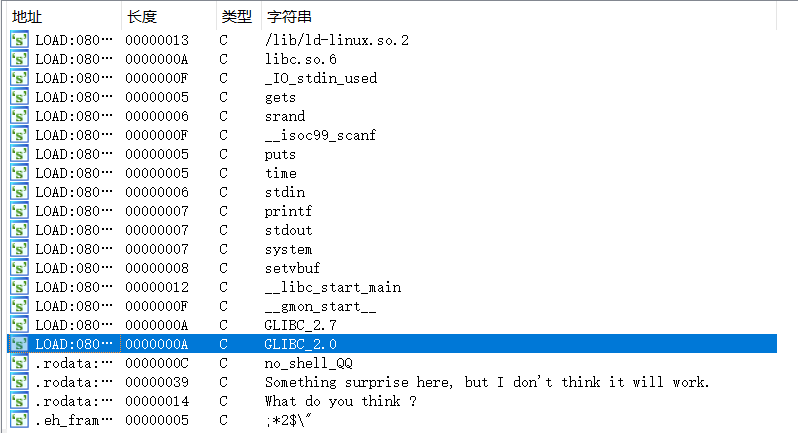 地址 长度 类型 字符串
LOAD:080… 00000013 C /lib/ld-linux.so.2
LOAD:080… 0000000A C libc.so.6
LOAD:080… 0000000F C _IO_stdin_used
LOAD:080… 00000005 C gets
LOAD:080… 00000006 C srand
LOAD:080… 0000000F C __isoc99_scanf
LOAD:080… 00000005 C puts
LOAD:080… 00000005 C time
LOAD:080… 00000006 C stdin
LOAD:080… 00000007 C printf
LOAD:080… 00000007 C stdout
LOAD:080… 00000007 C system
LOAD:080… 00000008 C setvbuf
LOAD:080… 00000012 C __libc_start_main
LOAD:080… 0000000F C __gmon_start__
LOAD:080… 0000000A C GLIBC_2.7
LOAD:080… 0000000A C GLIBC_2.0
.rodata:… 0000000C C no_shell_QQ
.rodata:… 00000039 C Something surprise here, but I don't think it will work.
.rodata:… 00000014 C What do you think ?
.eh_fram… 00000005 C ;*2$\"